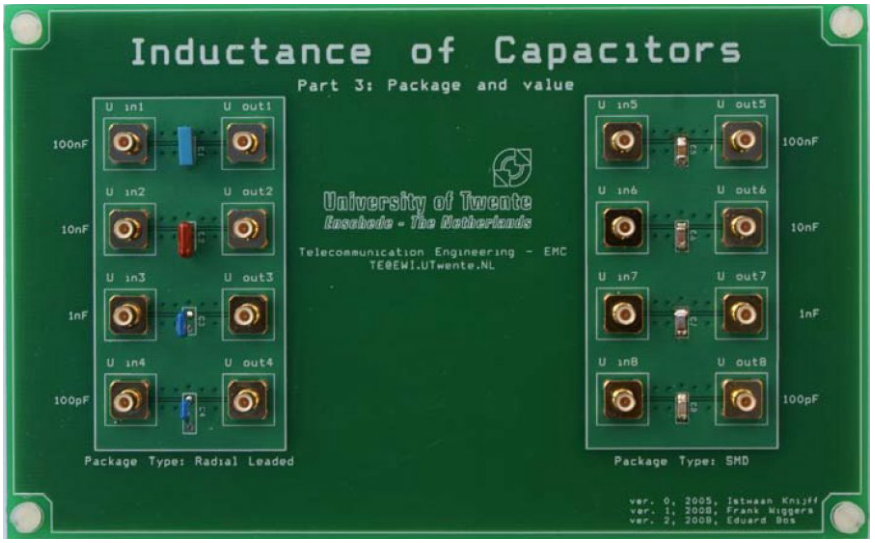 Inductance of Capacitors
Part 3: Package and value
U in1 U out1
100nF
U in2 U out2
10nF
U in3 U out3
1nF
U in4 U out4
100pF
Package Type: Radial Leaded
University of Twente
Enschede - The Netherlands
Telecommunication Engineering - EMC
TE@EWI.UTwente.NL
U in5 U out5
100nF
U in6 U out6
10nF
U in7 U out7
1nF
U in8 U out8
100pF
Package Type: SMD
ver. 0, 2005, Istwaan Knijff
ver. 1, 2008, Frank Wiggers
ver. 2, 2008, Eduard Bos